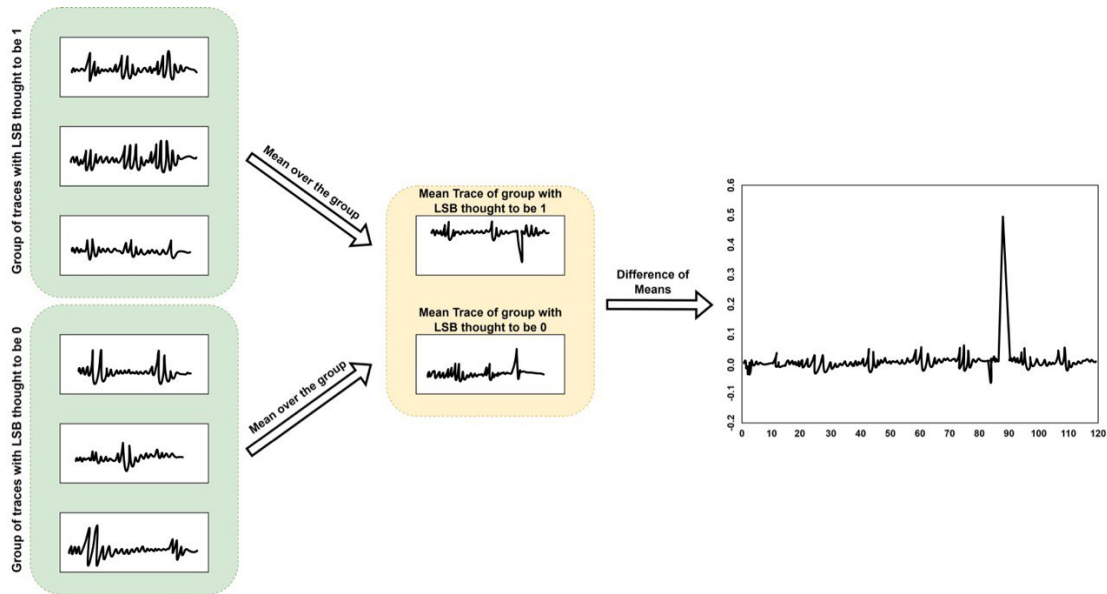 Group of traces with LSB thought to be 1
Group of traces with LSB thought to be 0
Mean over the group
Mean over the group
Mean Trace of group with
LSB thought to be 1
Mean Trace of group with
LSB thought to be 0
Difference of
Means
0.6
0.5
0.4
0.3
0.2
0.1
0.0
-0.1
-0.2
0 10 20 30 40 50 60 70 80 90 100 110 120